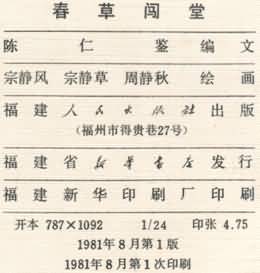 春草闯堂
陈仁鉴编文
宗静风 宗静草 周静秋 绘画
福建人民出版社出版
(福州市得贵巷27号)
福建省新华书店发行
福建新华印刷厂印刷
开本 787×1092 1/24 印张 4.75
1981年8月第1版
1981年8月第1次印刷